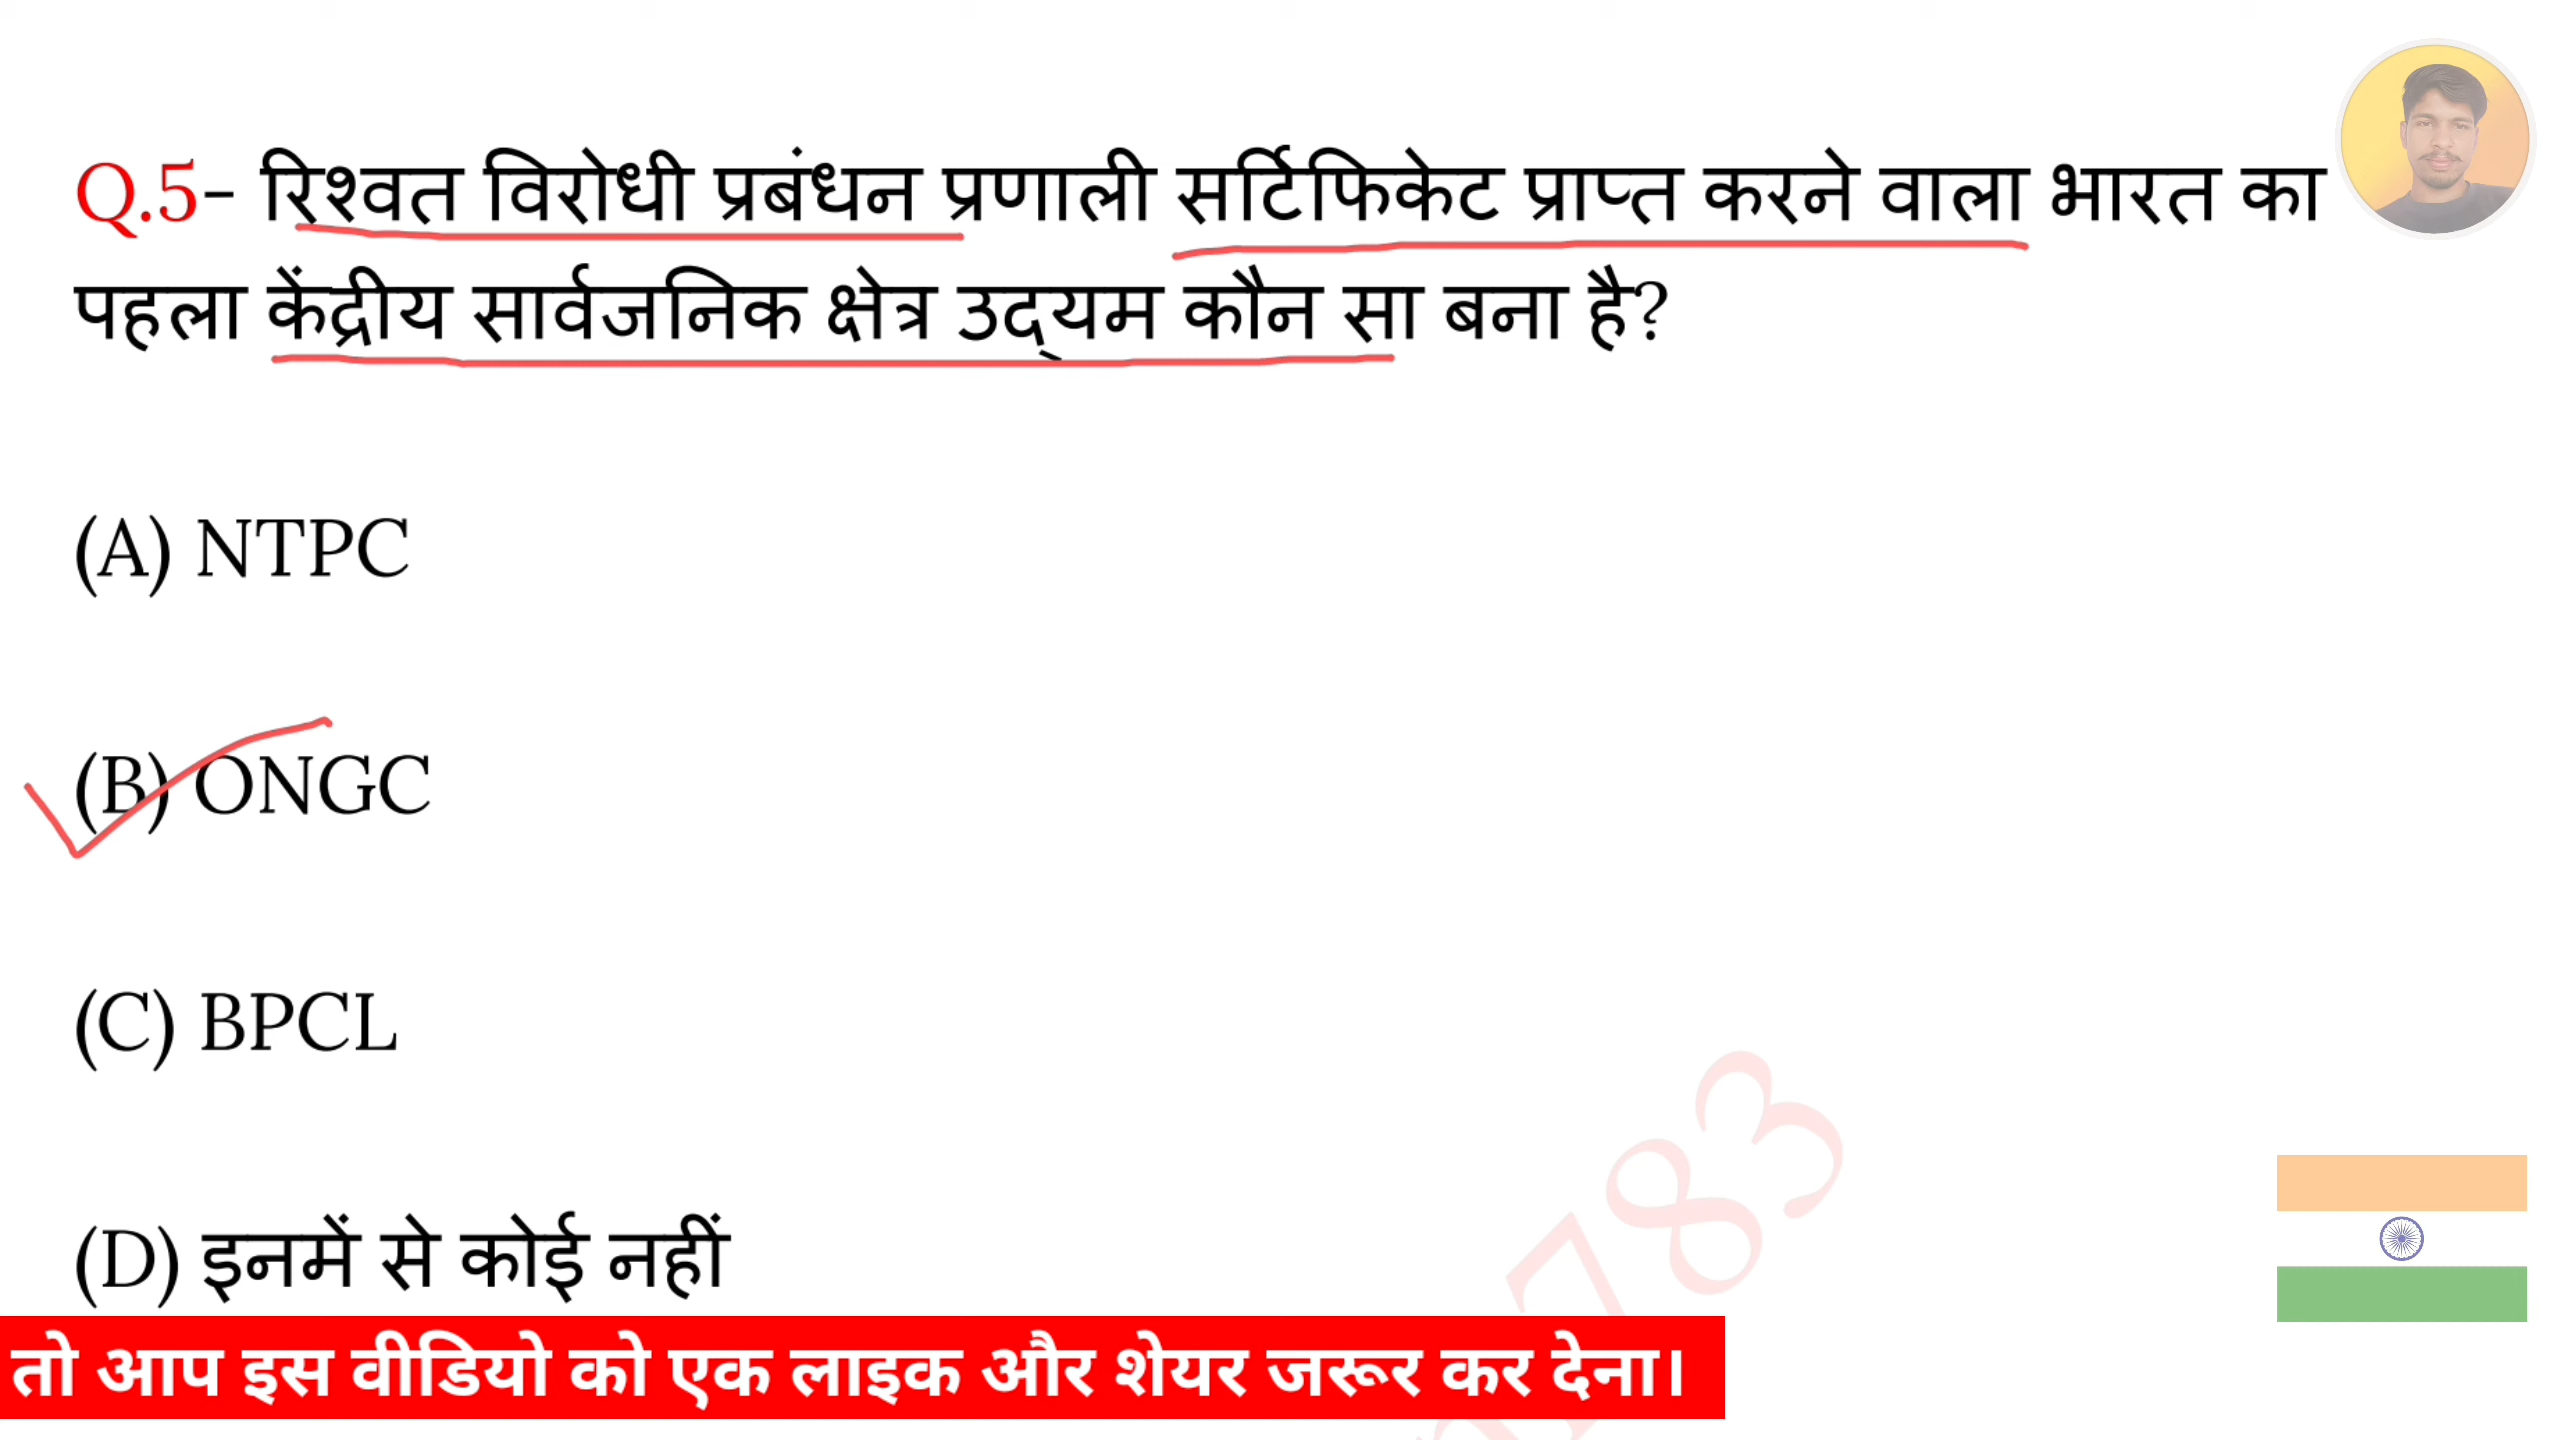 Q.5- रिश्वत विरोधी प्रबंधन प्रणाली सर्टिफिकेट प्राप्त करने वाला भारत का
पहला केंद्रीय सार्वजनिक क्षेत्र उद्यम कौन सा बना है?
(A) NTPC
(B) ONGC
(C) BPCL
(D) इनमें से कोई नहीं
तो आप इस वीडियो को एक लाइक और शेयर जरूर कर देना।
783